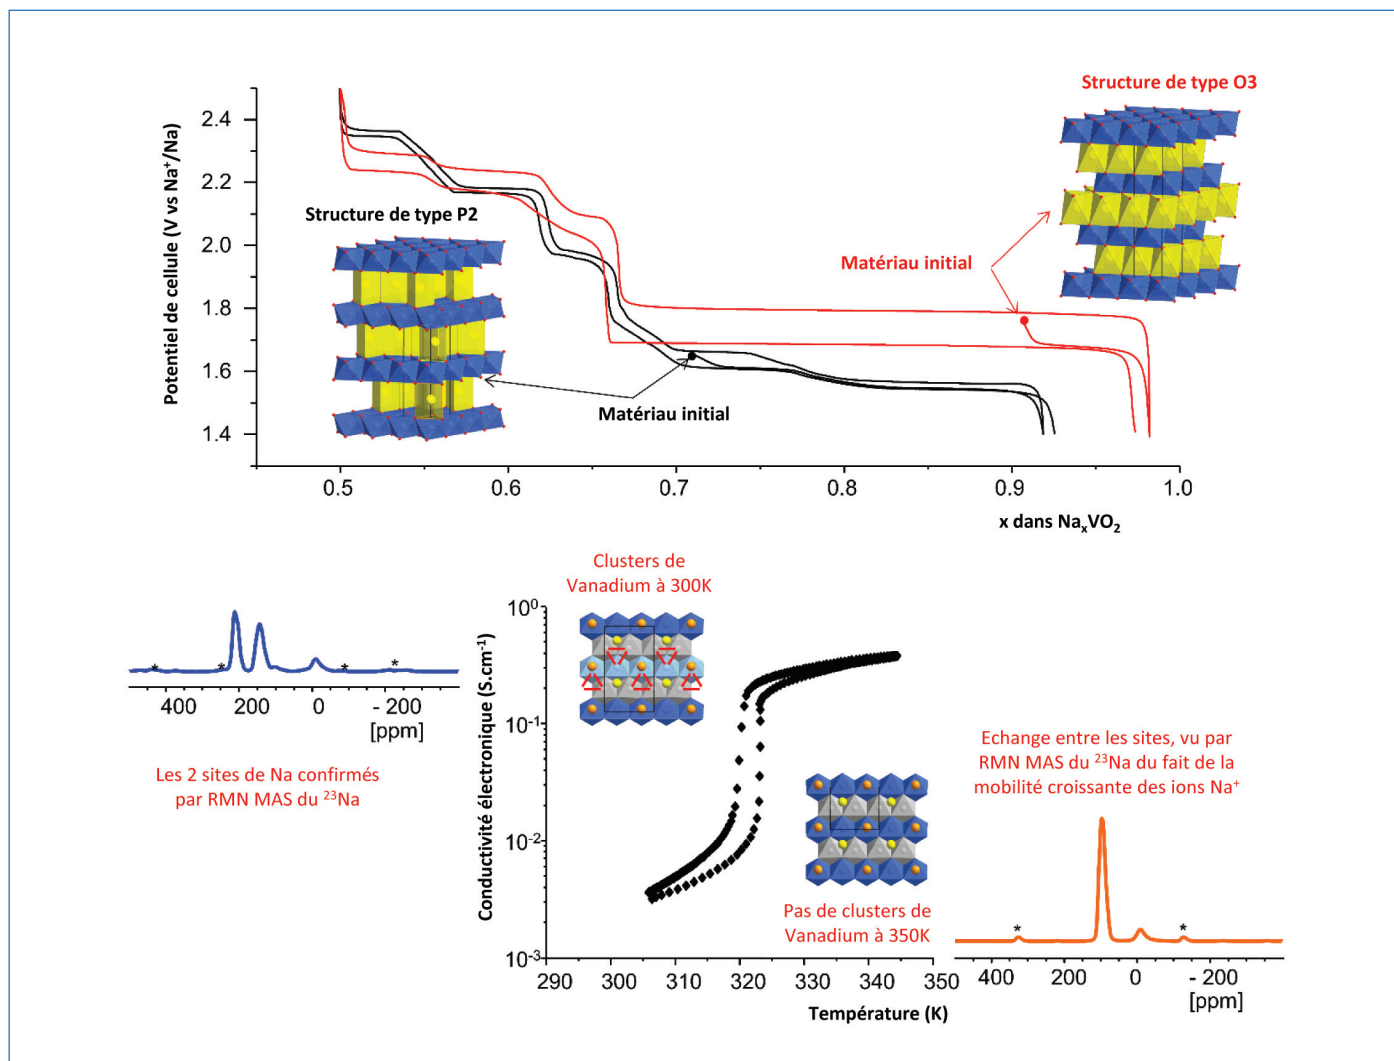 Structure de type O3
Potentiel de cellule (V vs Na⁺/Na)
2.4
2.2
2.0
1.8
1.6
1.4
Structure de type P2
Matériau initial
Matériau initial
0.5
0.6
0.7
0.8
0.9
1.0
x dans NaₓVO₂
Clusters de
Vanadium à 300K
* * * *
400
200
0
- 200
[ppm]
Les 2 sites de Na confirmés
par RMN MAS du ²³Na
Conductivité électronique (S.cm⁻¹)
10⁰
10⁻¹
10⁻²
10⁻³
290
300
310
320
330
340
350
Température (K)
Pas de clusters de
Vanadium à 350K
Echange entre les sites, vu par
RMN MAS du ²³Na du fait de la
mobilité croissante des ions Na⁺
* *
400
200
0
- 200
[ppm]